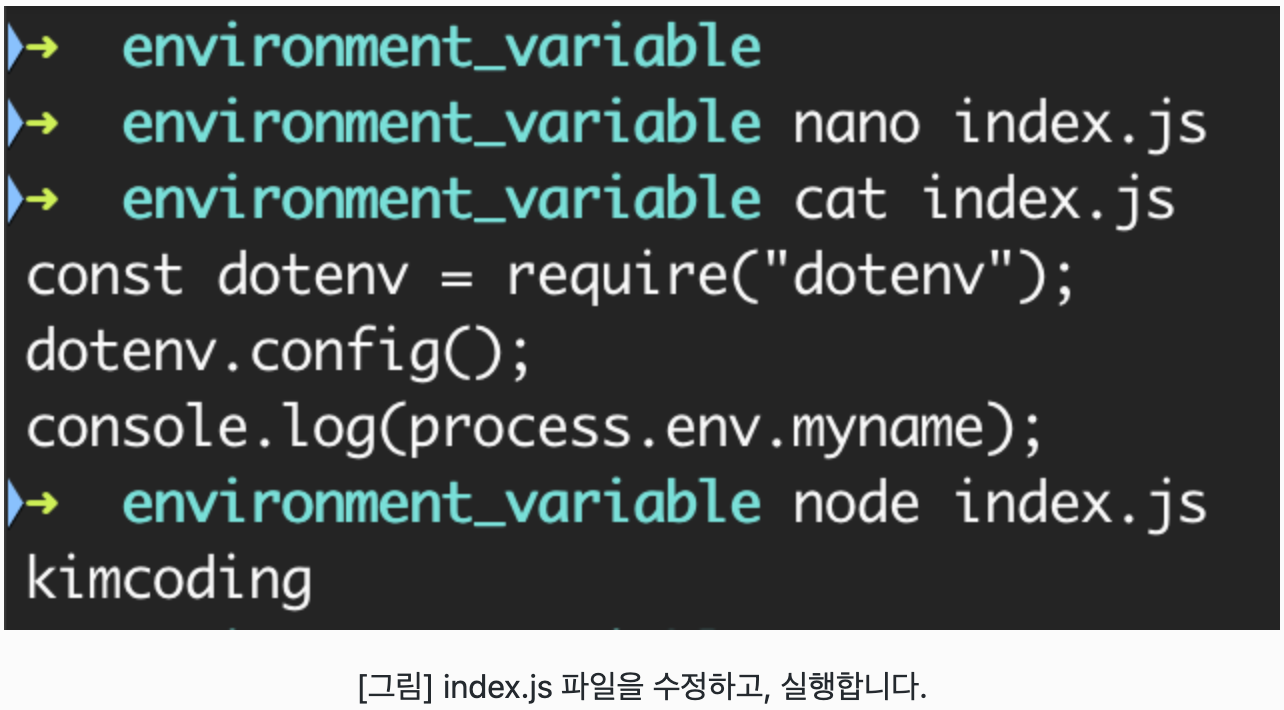 ➜ environment_variable
➜ environment_variable nano index.js
➜ environment_variable cat index.js
const dotenv = require("dotenv");
dotenv.config();
console.log(process.env.myname);
➜ environment_variable node index.js
kimcoding
[그림] index.js 파일을 수정하고, 실행합니다.